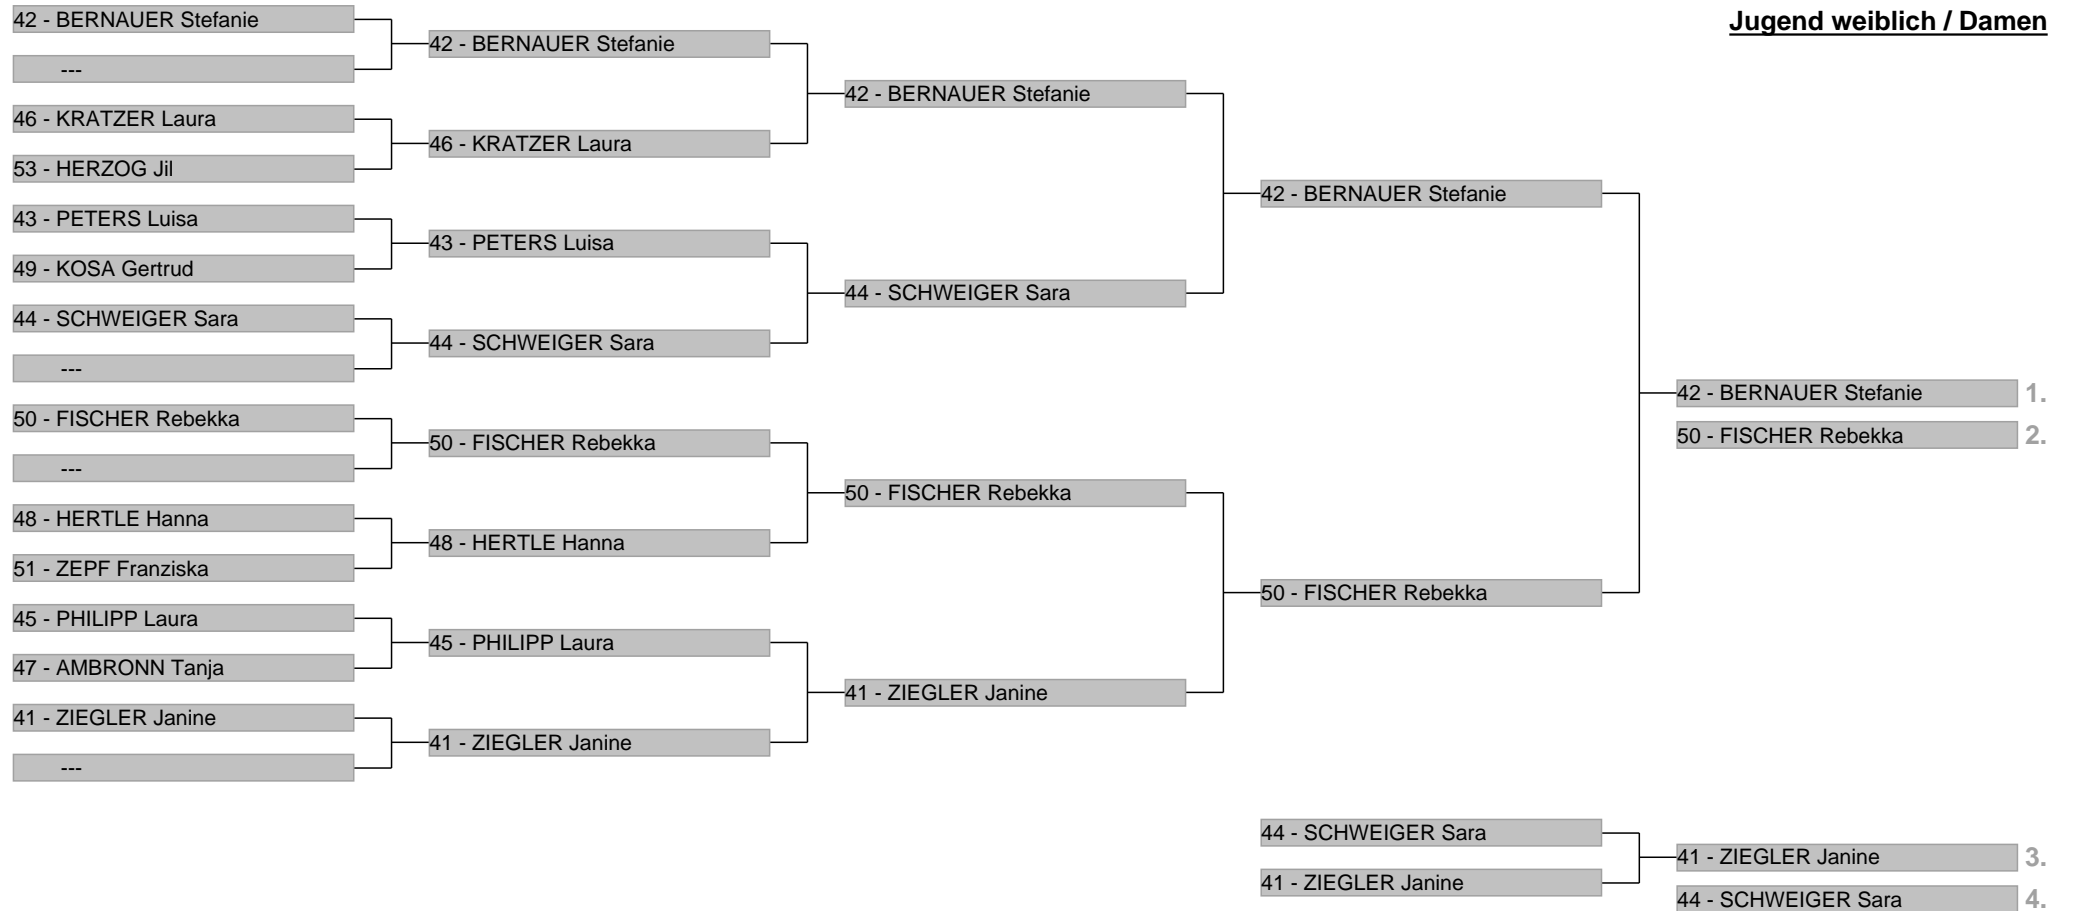 Jugend weiblich / Damen
42 - BERNAUER Stefanie
---
46 - KRATZER Laura
53 - HERZOG Jil
43 - PETERS Luisa
49 - KOSA Gertrud
44 - SCHWEIGER Sara
---
50 - FISCHER Rebekka
---
48 - HERTLE Hanna
51 - ZEPF Franziska
45 - PHILIPP Laura
47 - AMBRONN Tanja
41 - ZIEGLER Janine
---
42 - BERNAUER Stefanie
46 - KRATZER Laura
43 - PETERS Luisa
44 - SCHWEIGER Sara
50 - FISCHER Rebekka
48 - HERTLE Hanna
45 - PHILIPP Laura
41 - ZIEGLER Janine
42 - BERNAUER Stefanie
44 - SCHWEIGER Sara
50 - FISCHER Rebekka
41 - ZIEGLER Janine
42 - BERNAUER Stefanie
50 - FISCHER Rebekka
42 - BERNAUER Stefanie 1.
50 - FISCHER Rebekka 2.
44 - SCHWEIGER Sara
41 - ZIEGLER Janine
41 - ZIEGLER Janine 3.
44 - SCHWEIGER Sara 4.